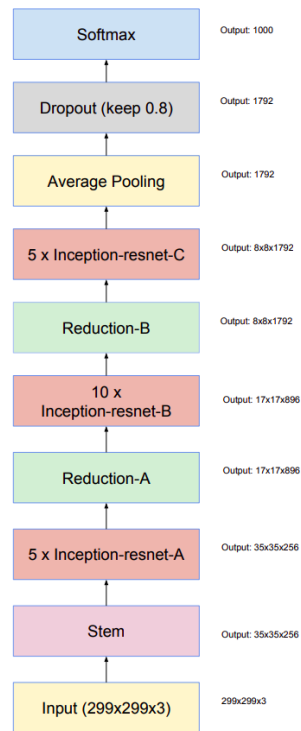 Softmax
Output: 1000
Dropout (keep 0.8)
Output: 1792
Average Pooling
Output: 1792
5 x Inception-resnet-C
Output: 8x8x1792
Reduction-B
Output: 8x8x1792
10 x
Inception-resnet-B
Output: 17x17x896
Reduction-A
Output: 17x17x896
5 x Inception-resnet-A
Output: 35x35x256
Stem
Output: 35x35x256
Input (299x299x3)
299x299x3